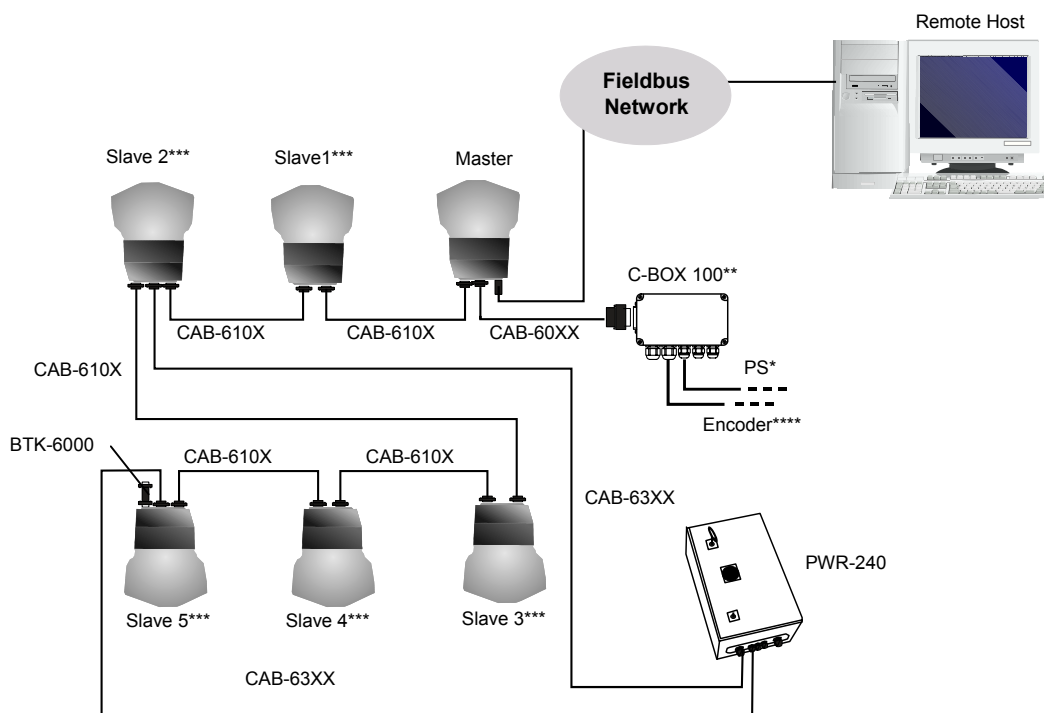 Remote Host
Fieldbus
Network
Slave 2***
Slave1***
Master
C-BOX 100**
CAB-610X
CAB-610X
CAB-60XX
PS*
CAB-610X
Encoder****
BTK-6000
CAB-610X
CAB-610X
CAB-63XX
PWR-240
Slave 5***
Slave 4***
Slave 3***
CAB-63XX